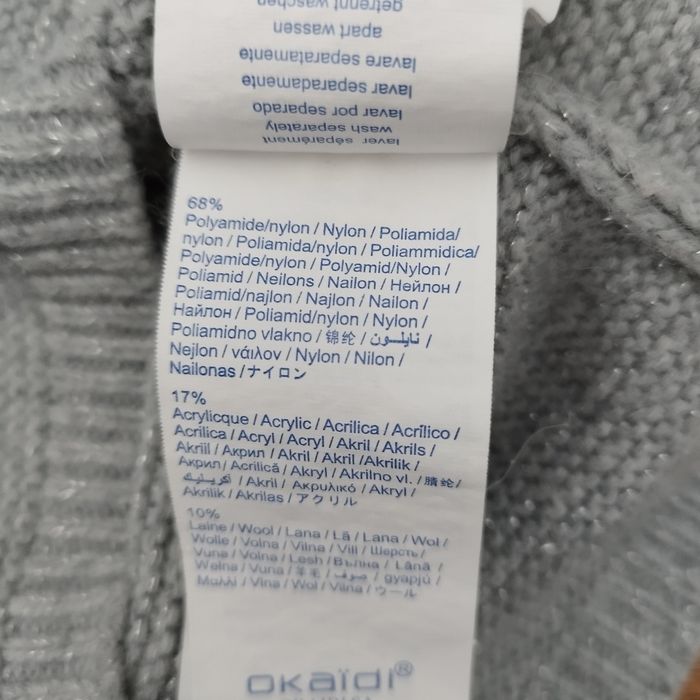 getrennt waschen
apart wassen
lavare separatamente
lavar separadamente
lavar por separado
wash separately
laver séparément
68%
Polyamide/nylon / Nylon / Poliamida/
nylon / Poliamida/nylon / Poliammidica/
Polyamide/nylon / Polyamid/Nylon /
Poliamid / Neilons / Nailon / Нейлон /
Poliamid/najlon / Najlon / Nailon /
Найлон / Poliamid/nylon / Nylon /
Poliamidno vlakno / 锦纶 / نايلون /
Nejlon / νάιλον / Nylon / Nilon /
Nailonas / ナイロン
17%
Acrylicque / Acrylic / Acrilica / Acrílico /
Acrilica / Acryl / Acryl / Akril / Akrils /
Akriil / Акрил / Akril / Akril /Akrilik /
Акрил / Acrilică / Akryl / Akrilno vl. / 腈纶/
أكريليك / Akril / Ακρυλικό / Akryl /
Akrilik / Akrilas / アクリル
10%
Laine / Wool / Lana / Lã / Lana / Wol /
Wolle / Volna / Vilna / Vill / Шерсть /
Vuna / Volna / Lesh / Вълна / Lână /
Wełna / Vuna / 羊毛 / صوف / gyapjú /
Μαλλί / Vlna / Wol / Vilna / ウール
okaïdi®